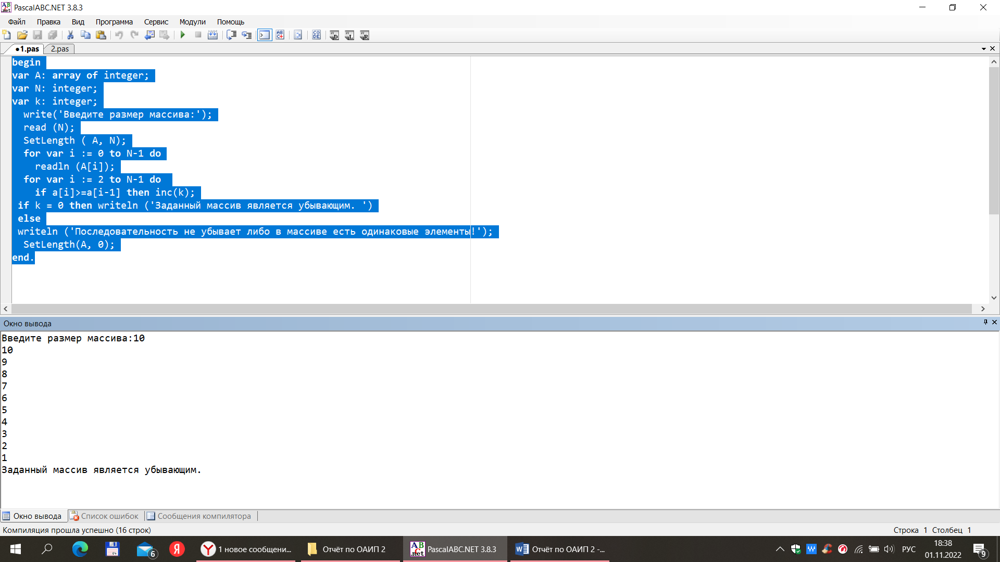 PascalABC.NET 3.8.3
Файл Правка Вид Программа Сервис Модули Помощь
•1.pas 2.pas
begin
var A: array of integer;
var N: integer;
var k: integer;
write('Введите размер массива:');
read (N);
SetLength ( A, N);
for var i := 0 to N-1 do
readln (A[i]);
for var i := 2 to N-1 do
if a[i]>=a[i-1] then inc(k);
if k = 0 then writeln ('Заданный массив является убывающим. ')
else
writeln ('Последовательность не убывает либо в массиве есть одинаковые элементы!');
SetLength(A, 0);
end.
Окно вывода
Введите размер массива:10
10
9
8
7
6
5
4
3
2
1
Заданный массив является убывающим.
Окно вывода Список ошибок Сообщения компилятора
Компиляция прошла успешно (16 строк) Строка 1 Столбец 1
6 Я 1 новое сообщени... Отчёт по ОАИП 2 PascalABC.NET 3.8.3 Отчёт по ОАИП 2 -... РУС 18:38
01.11.2022 9